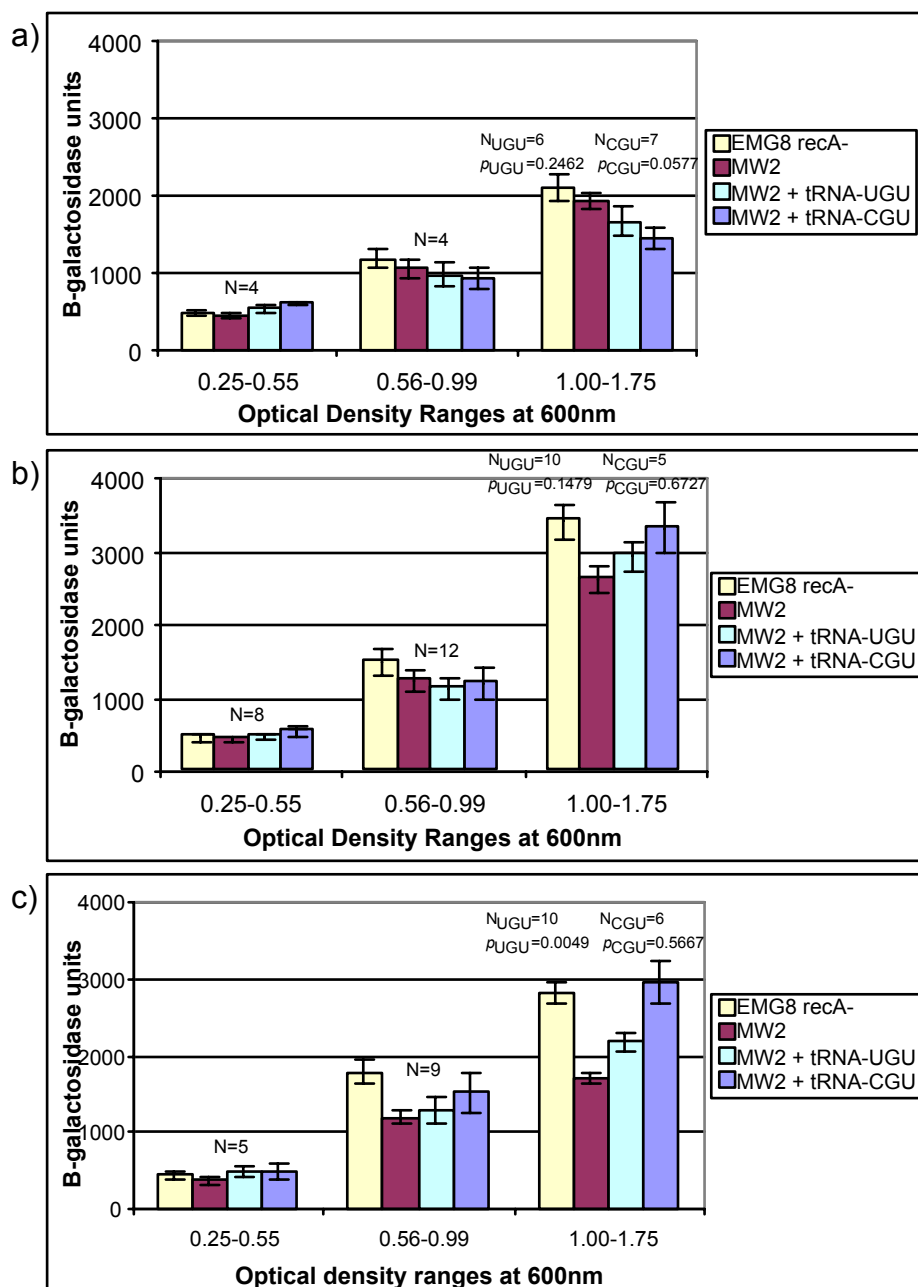 a)
4000
3000
2000
1000
0
B-galactosidase units
NUGU=6 NCGU=7
pUGU=0.2462 pCGU=0.0577
N=4
N=4
0.25-0.55 0.56-0.99 1.00-1.75
Optical Density Ranges at 600nm
EMG8 recA-
MW2
MW2 + tRNA-UGU
MW2 + tRNA-CGU
b)
4000
3000
2000
1000
0
B-galactosidase units
NUGU=10 NCGU=5
pUGU=0.1479 pCGU=0.6727
N=12
N=8
0.25-0.55 0.56-0.99 1.00-1.75
Optical Density Ranges at 600nm
EMG8 recA-
MW2
MW2 + tRNA-UGU
MW2 + tRNA-CGU
c)
4000
3000
2000
1000
0
B-galactosidase units
NUGU=10 NCGU=6
pUGU=0.0049 pCGU=0.5667
N=9
N=5
0.25-0.55 0.56-0.99 1.00-1.75
Optical density ranges at 600nm
EMG8 recA-
MW2
MW2 + tRNA-UGU
MW2 + tRNA-CGU